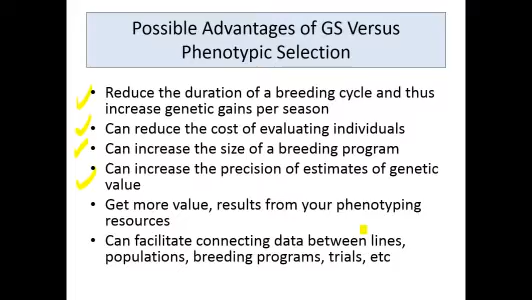 Possible Advantages of GS Versus
Phenotypic Selection
• Reduce the duration of a breeding cycle and thus
increase genetic gains per season
• Can reduce the cost of evaluating individuals
• Can increase the size of a breeding program
• Can increase the precision of estimates of genetic
value
• Get more value, results from your phenotyping
resources
• Can facilitate connecting data between lines,
populations, breeding programs, trials, etc